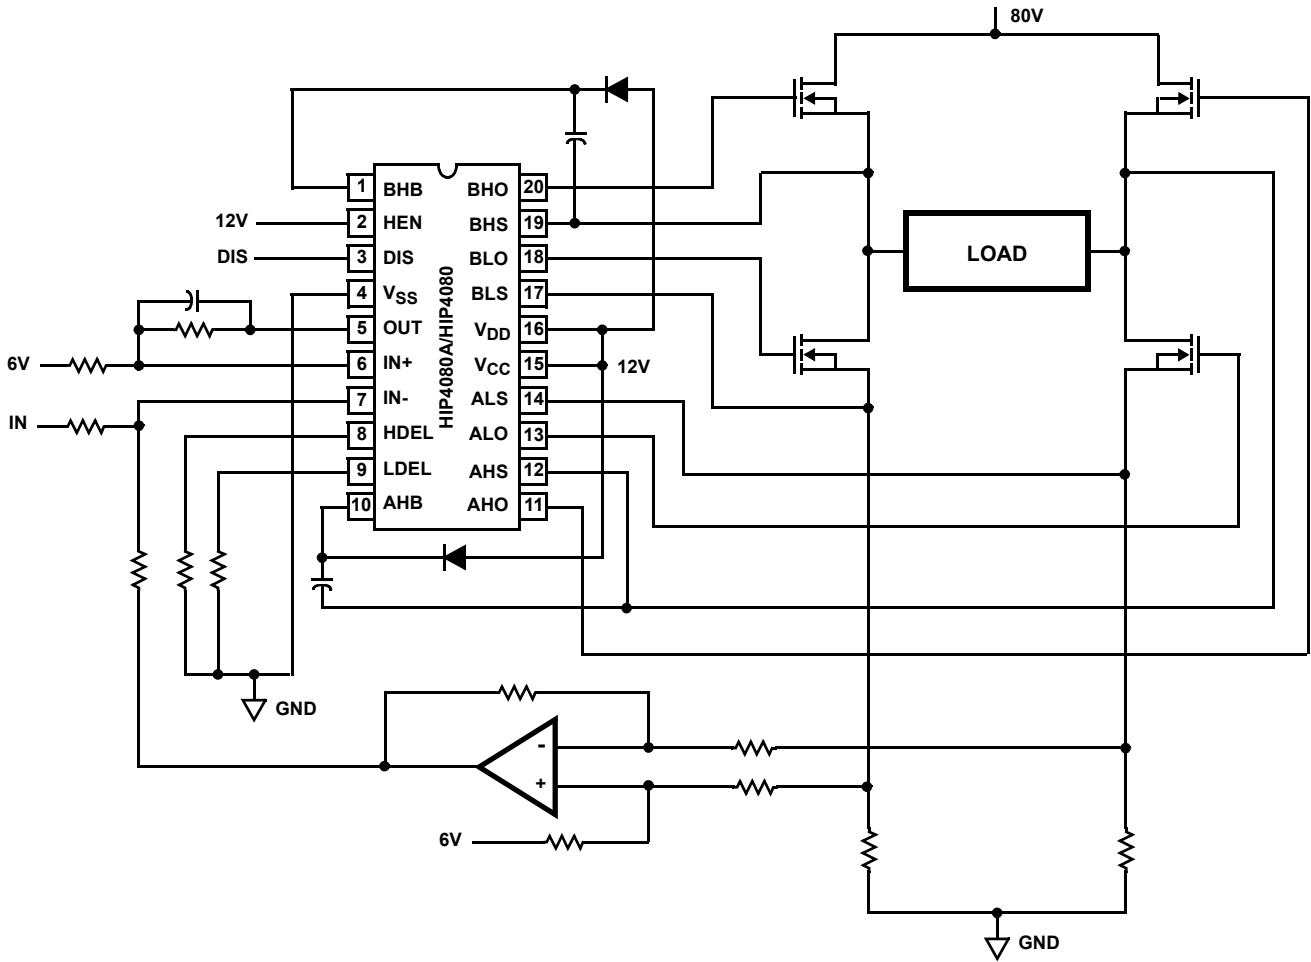 80V
1 BHB BHO 20
12V 2 HEN BHS 19
DIS 3 DIS BLO 18
4 VSS BLS 17
5 OUT VDD 16
6V 6 IN+ VCC 15 12V
7 IN- ALS 14
IN 8 HDEL ALO 13
9 LDEL AHS 12
10 AHB AHO 11
HIP4080A/HIP4080
LOAD
GND
-
+
6V
GND